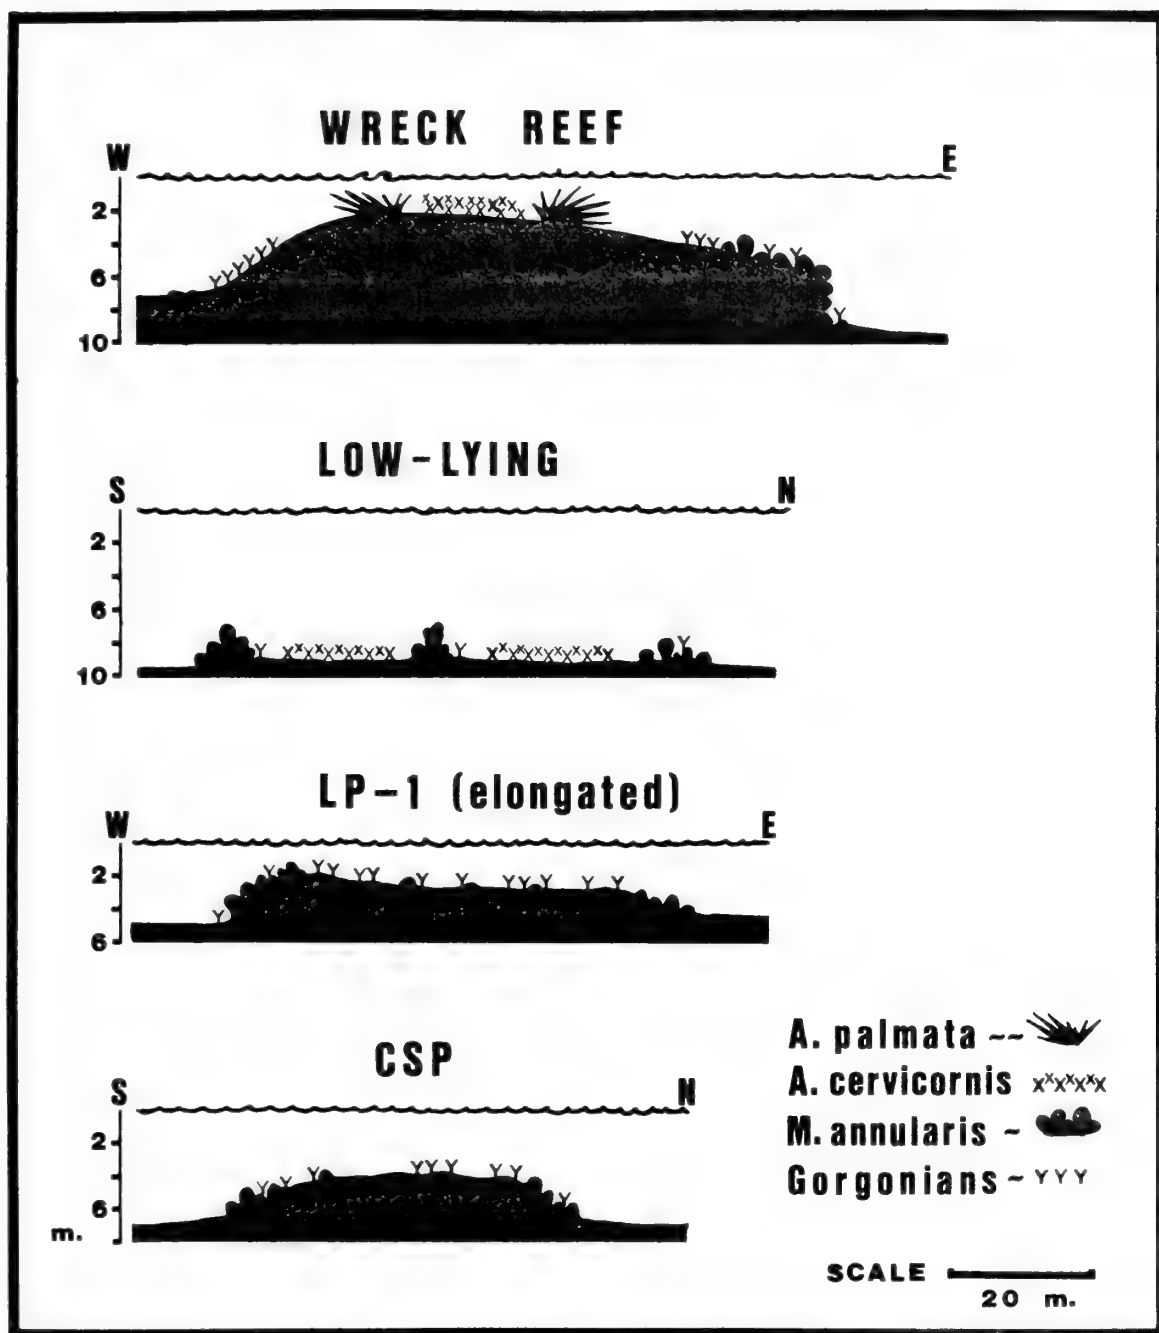 WRECK REEF
W E
2
6
10
LOW-LYING
S N
2
6
10
LP-1 (elongated)
W E
2
6
CSP
S N
2
6
m.
A. palmata --
A. cervicornis
M. annularis -
Gorgonians -
SCALE
20 m.